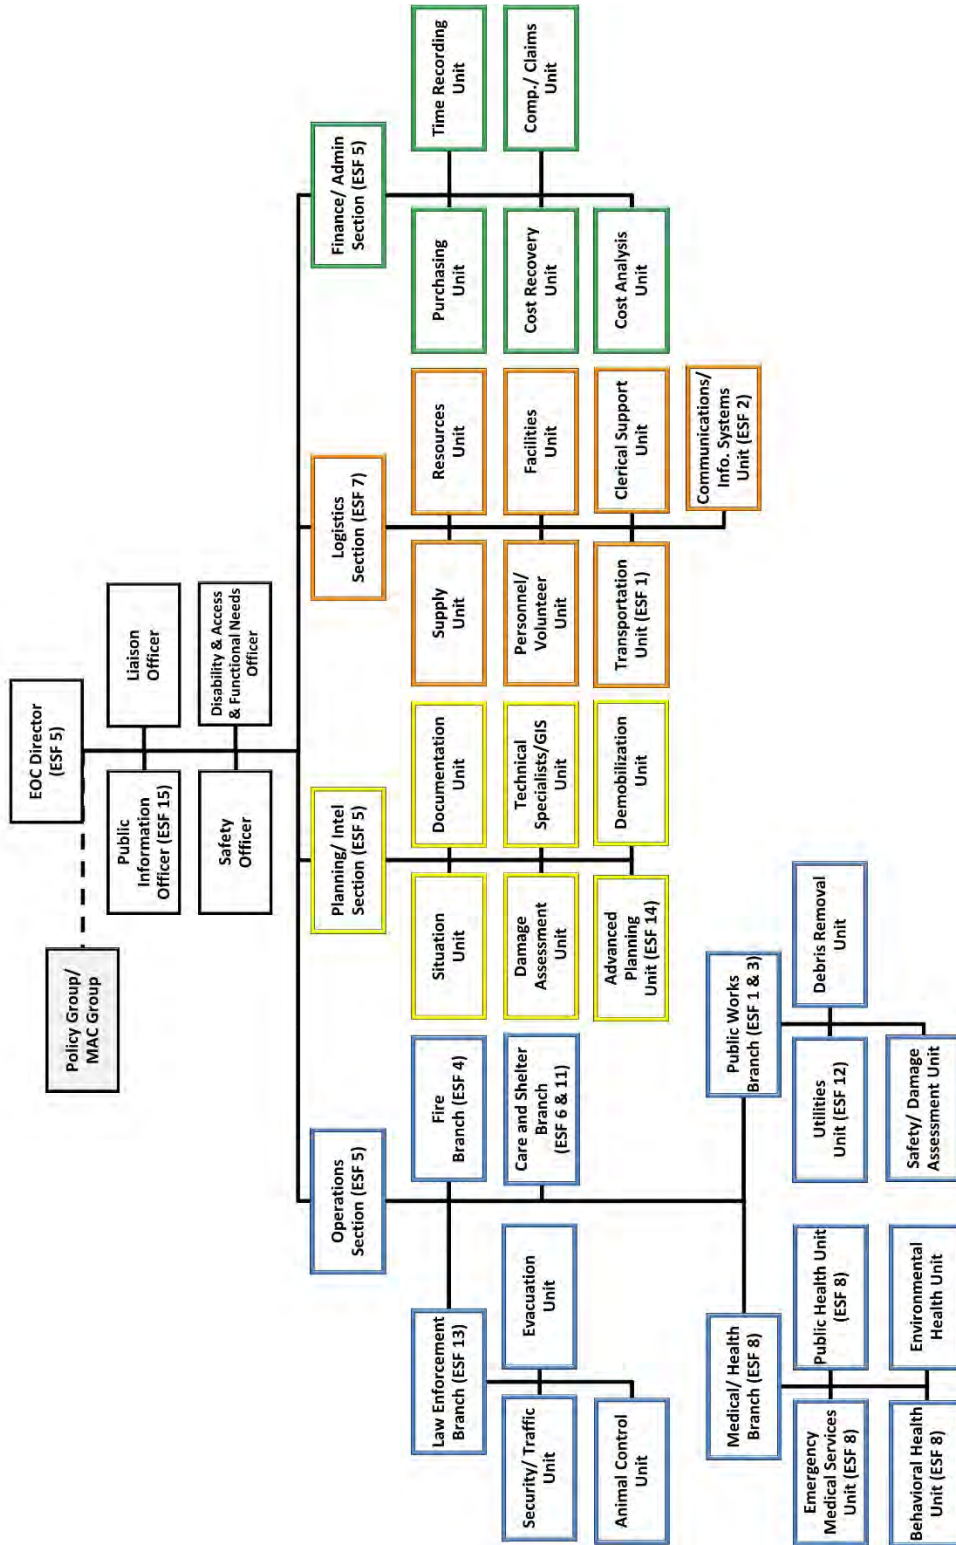 Policy Group/
MAC Group
EOC Director
(ESF 5)
Public
Information
Officer (ESF 15)
Liaison
Officer
Safety
Officer
Disability & Access
& Functional Needs
Officer
Operations
Section (ESF 5)
Planning/ Intel
Section (ESF 5)
Logistics
Section (ESF 7)
Finance/ Admin
Section (ESF 5)
Law Enforcement
Branch (ESF 13)
Fire
Branch (ESF 4)
Security/ Traffic
Unit
Evacuation
Unit
Care and Shelter
Branch
(ESF 6 & 11)
Animal Control
Unit
Medical/ Health
Branch (ESF 8)
Public Works
Branch (ESF 1 & 3)
Emergency
Medical Services
Unit (ESF 8)
Public Health Unit
(ESF 8)
Utilities
Unit (ESF 12)
Debris Removal
Unit
Behavioral Health
Unit (ESF 8)
Environmental
Health Unit
Safety/ Damage
Assessment Unit
Situation
Unit
Documentation
Unit
Damage
Assessment
Unit
Technical
Specialists/GIS
Unit
Advanced
Planning
Unit (ESF 14)
Demobilization
Unit
Supply
Unit
Resources
Unit
Personnel/
Volunteer
Unit
Facilities
Unit
Transportation
Unit (ESF 1)
Clerical Support
Unit
Communications/
Info. Systems
Unit (ESF 2)
Purchasing
Unit
Time Recording
Unit
Cost Recovery
Unit
Comp./ Claims
Unit
Cost Analysis
Unit